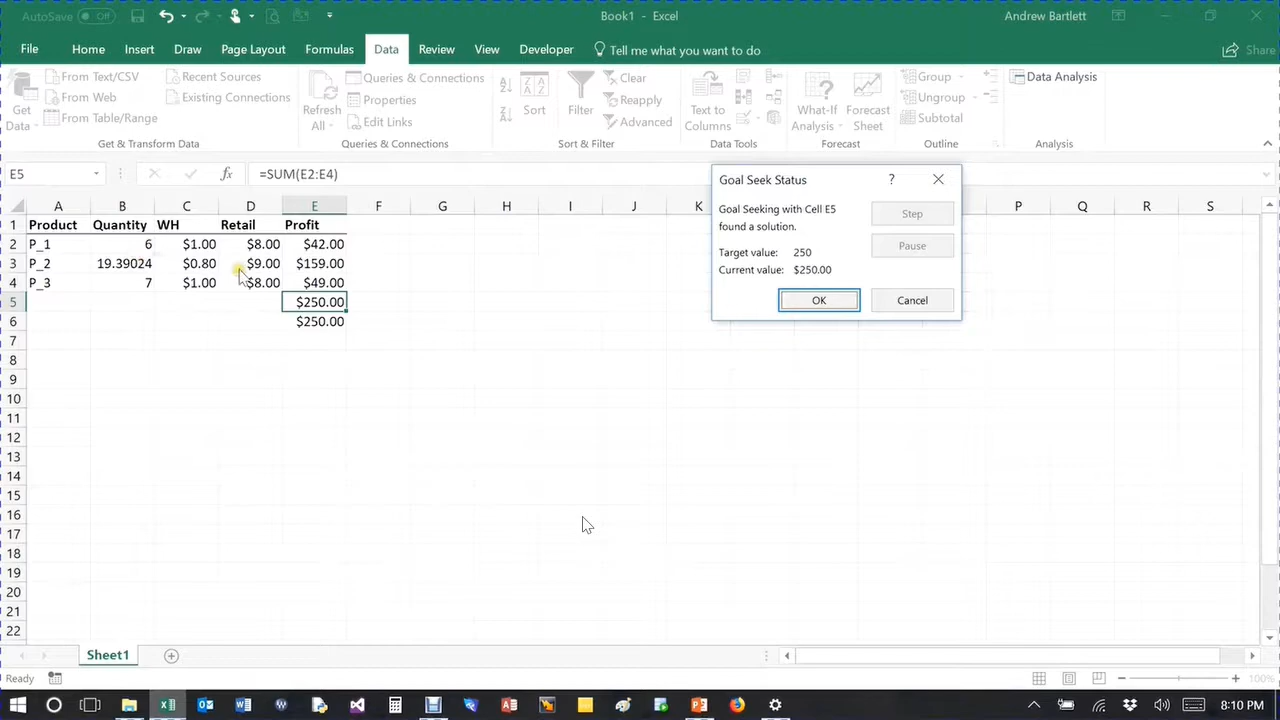 AutoSave Off
Book1 - Excel
Andrew Bartlett
File Home Insert Draw Page Layout Formulas Data Review View Developer Tell me what you want to do Share
Get Data
From Text/CSV
From Web
From Table/Range
Recent Sources
Existing Connections
Get & Transform Data
Refresh All
Queries & Connections
Properties
Edit Links
Queries & Connections
Sort
Filter
Clear
Reapply
Advanced
Sort & Filter
Text to Columns
Data Tools
What-If Analysis
Forecast Sheet
Forecast
Group
Ungroup
Subtotal
Outline
Data Analysis
Analysis
E5 fx =SUM(E2:E4)
A B C D E F G H I J K P Q R S
1 Product Quantity WH Retail Profit
2 P_1 6 $1.00 $8.00 $42.00
3 P_2 19.39024 $0.80 $9.00 $159.00
4 P_3 7 $1.00 $8.00 $49.00
5 $250.00
6 $250.00
7
8
9
10
11
12
13
14
15
16
17
18
19
20
21
22
Goal Seek Status ?
Goal Seeking with Cell E5
found a solution.
Target value: 250
Current value: $250.00
Step
Pause
OK
Cancel
Sheet1
Ready
100%
8:10 PM